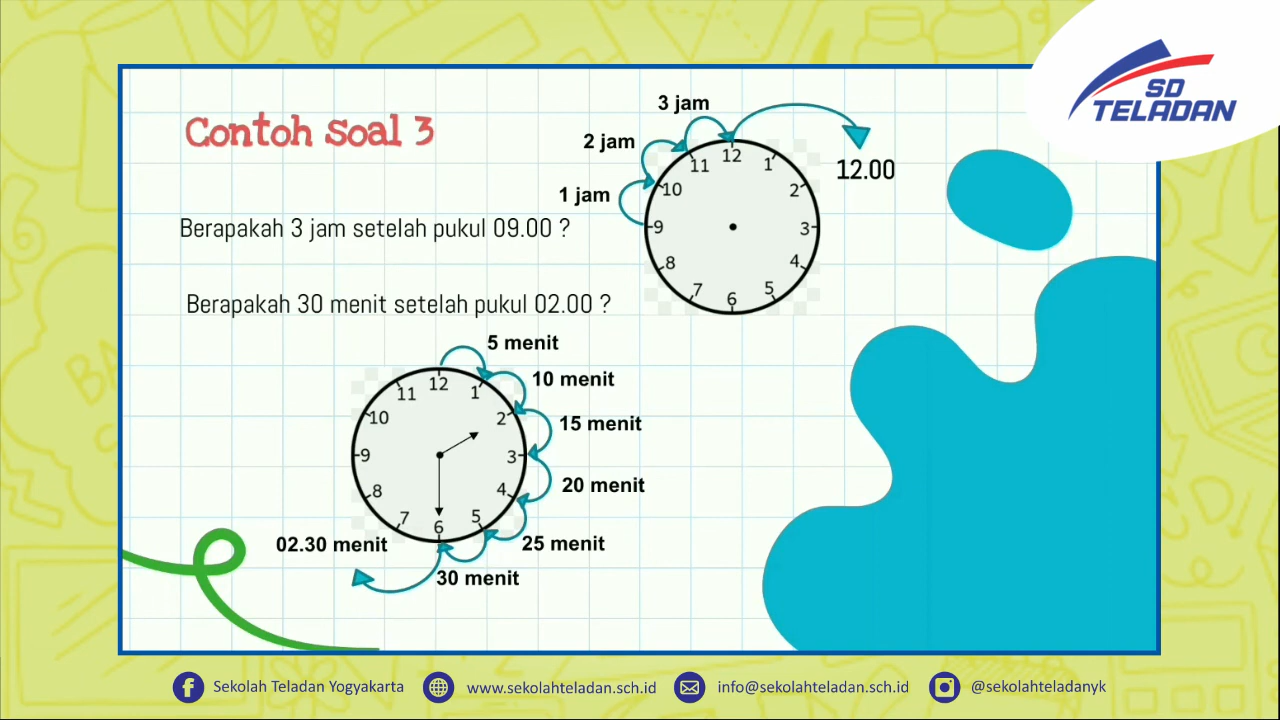 SD
TELADAN
Contoh soal 3
3 jam
2 jam
1 jam
12.00
12
1
2
3
4
5
6
7
8
9
10
11
Berapakah 3 jam setelah pukul 09.00 ?
Berapakah 30 menit setelah pukul 02.00 ?
5 menit
10 menit
15 menit
20 menit
25 menit
30 menit
02.30 menit
12
1
2
3
4
5
6
7
8
9
10
11
Sekolah Teladan Yogyakarta
www.sekolahteladan.sch.id
info@sekolahteladan.sch.id
@sekolahteladanyk